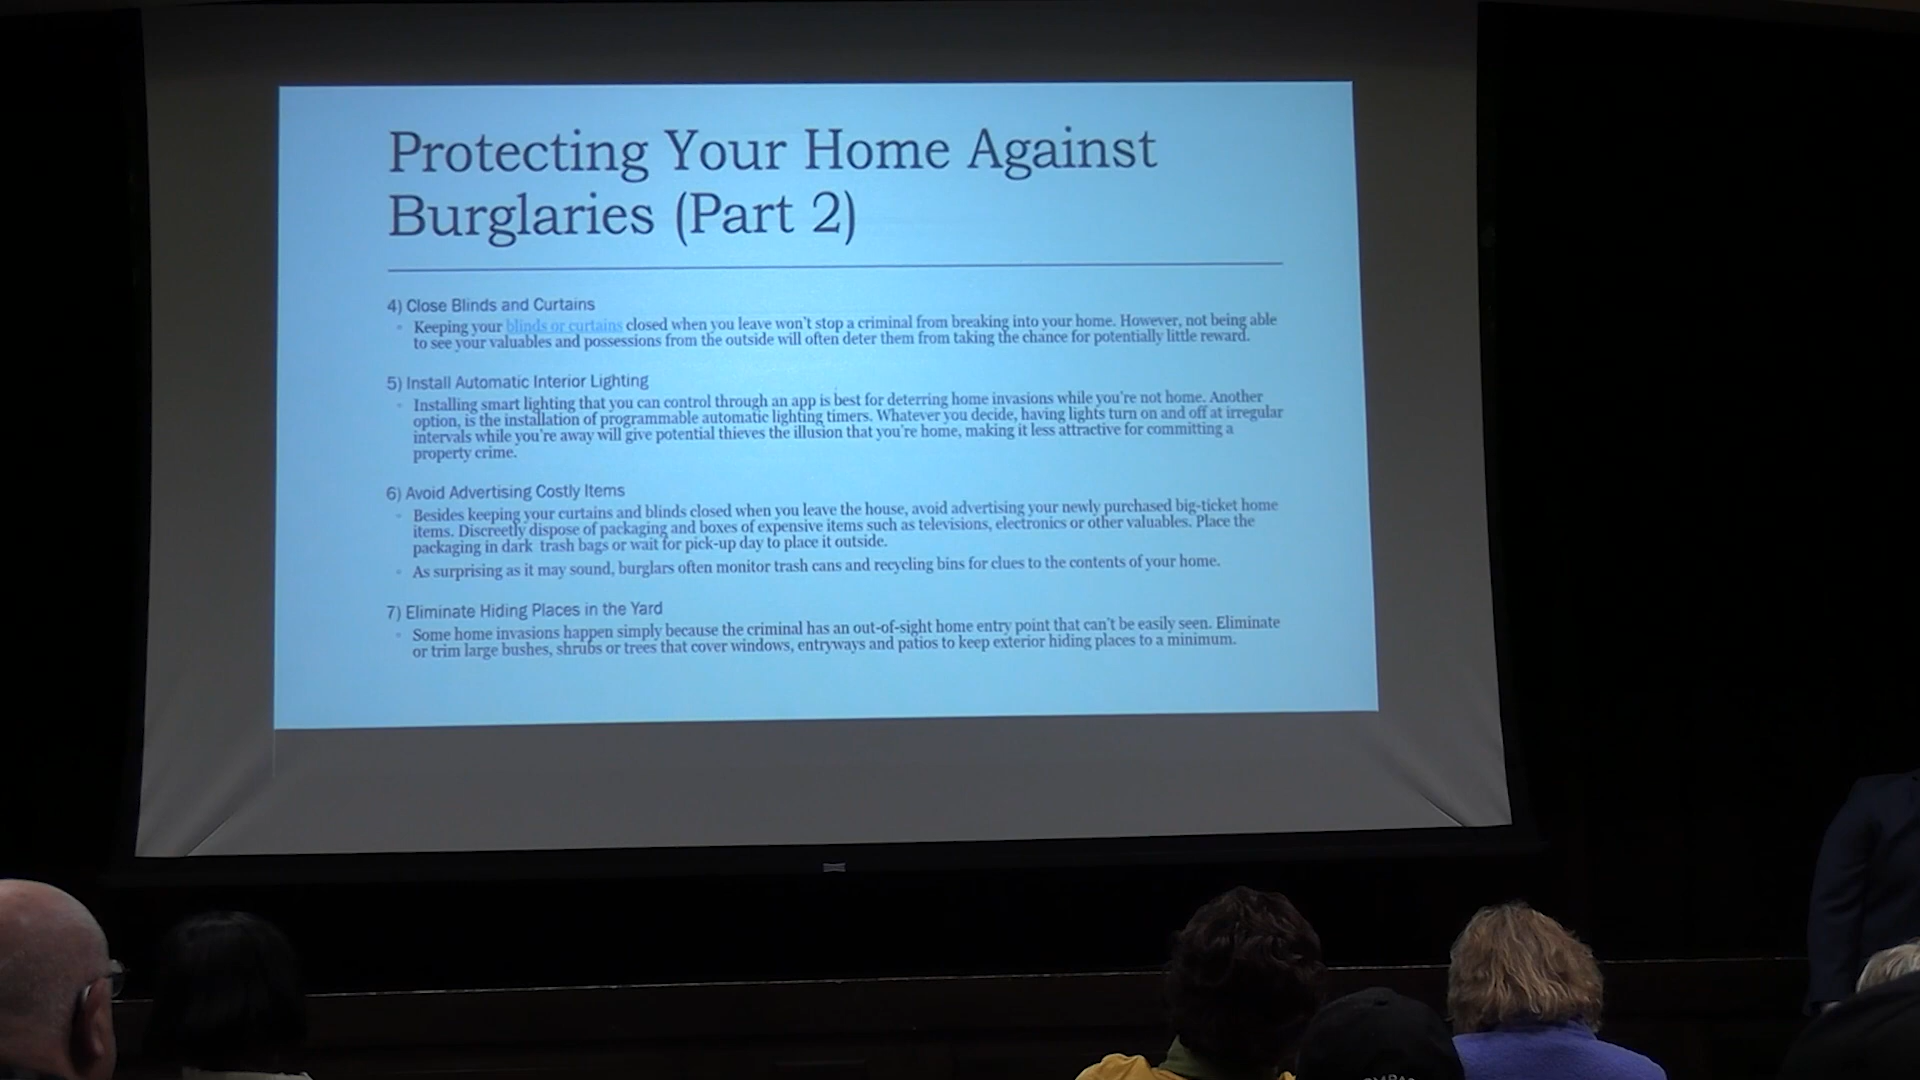 Protecting Your Home Against
Burglaries (Part 2)
4) Close Blinds and Curtains
Keeping your blinds or curtains closed when you leave won't stop a criminal from breaking into your home. However, not being able
to see your valuables and possessions from the outside will often deter them from taking the chance for potentially little reward.
5) Install Automatic Interior Lighting
Installing smart lighting that you can control through an app is best for deterring home invasions while you're not home. Another
option, is the installation of programmable automatic lighting timers. Whatever you decide, having lights turn on and off at irregular
intervals while you're away will give potential thieves the illusion that you're home, making it less attractive for committing a
property crime.
6) Avoid Advertising Costly Items
Besides keeping your curtains and blinds closed when you leave the house, avoid advertising your newly purchased big-ticket home
items. Discreetly dispose of packaging and boxes of expensive items such as televisions, electronics or other valuables. Place the
packaging in dark trash bags or wait for pick-up day to place it outside.
As surprising as it may sound, burglars often monitor trash cans and recycling bins for clues to the contents of your home.
7) Eliminate Hiding Places in the Yard
Some home invasions happen simply because the criminal has an out-of-sight home entry point that can't be easily seen. Eliminate
or trim large bushes, shrubs or trees that cover windows, entryways and patios to keep exterior hiding places to a minimum.